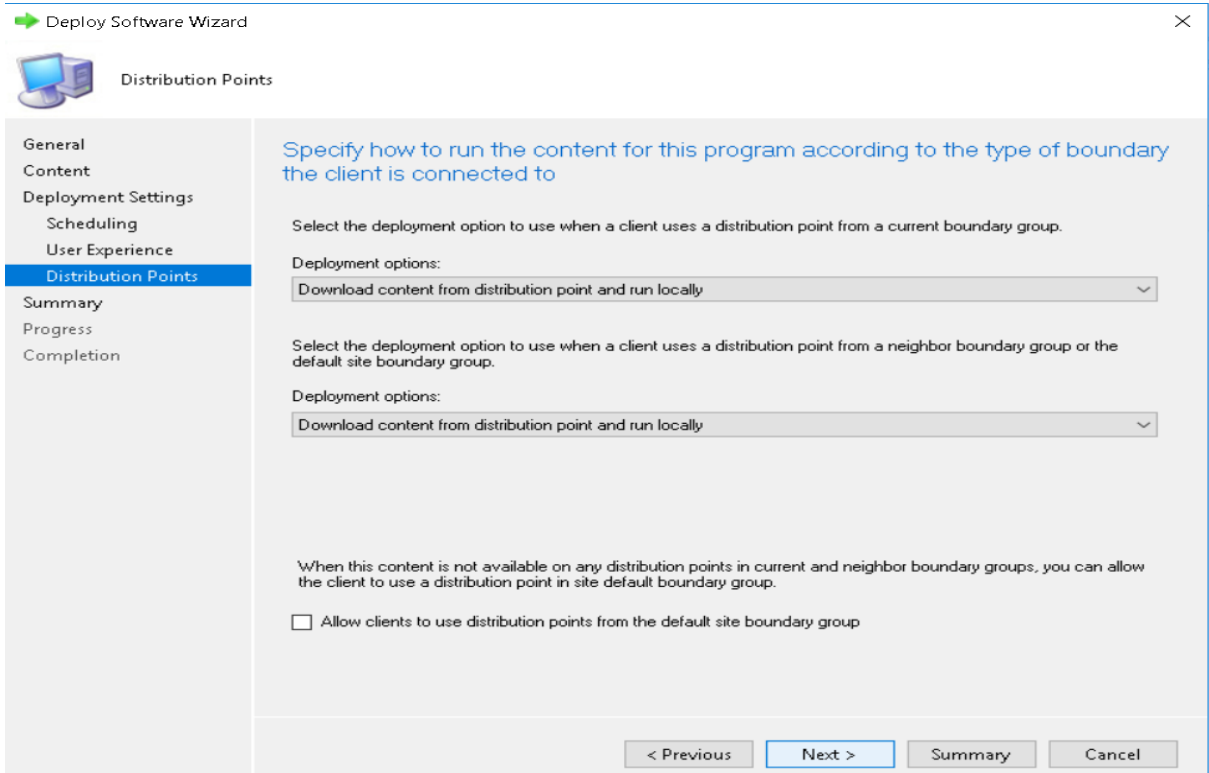 Deploy Software Wizard
Distribution Points
General
Content
Deployment Settings
Scheduling
User Experience
Distribution Points
Summary
Progress
Completion
Specify how to run the content for this program according to the type of boundary
the client is connected to
Select the deployment option to use when a client uses a distribution point from a current boundary group.
Deployment options:
Download content from distribution point and run locally
Select the deployment option to use when a client uses a distribution point from a neighbor boundary group or the
default site boundary group.
Deployment options:
Download content from distribution point and run locally
When this content is not available on any distribution points in current and neighbor boundary groups, you can allow
the client to use a distribution point in site default boundary group.
Allow clients to use distribution points from the default site boundary group
< Previous
Next >
Summary
Cancel